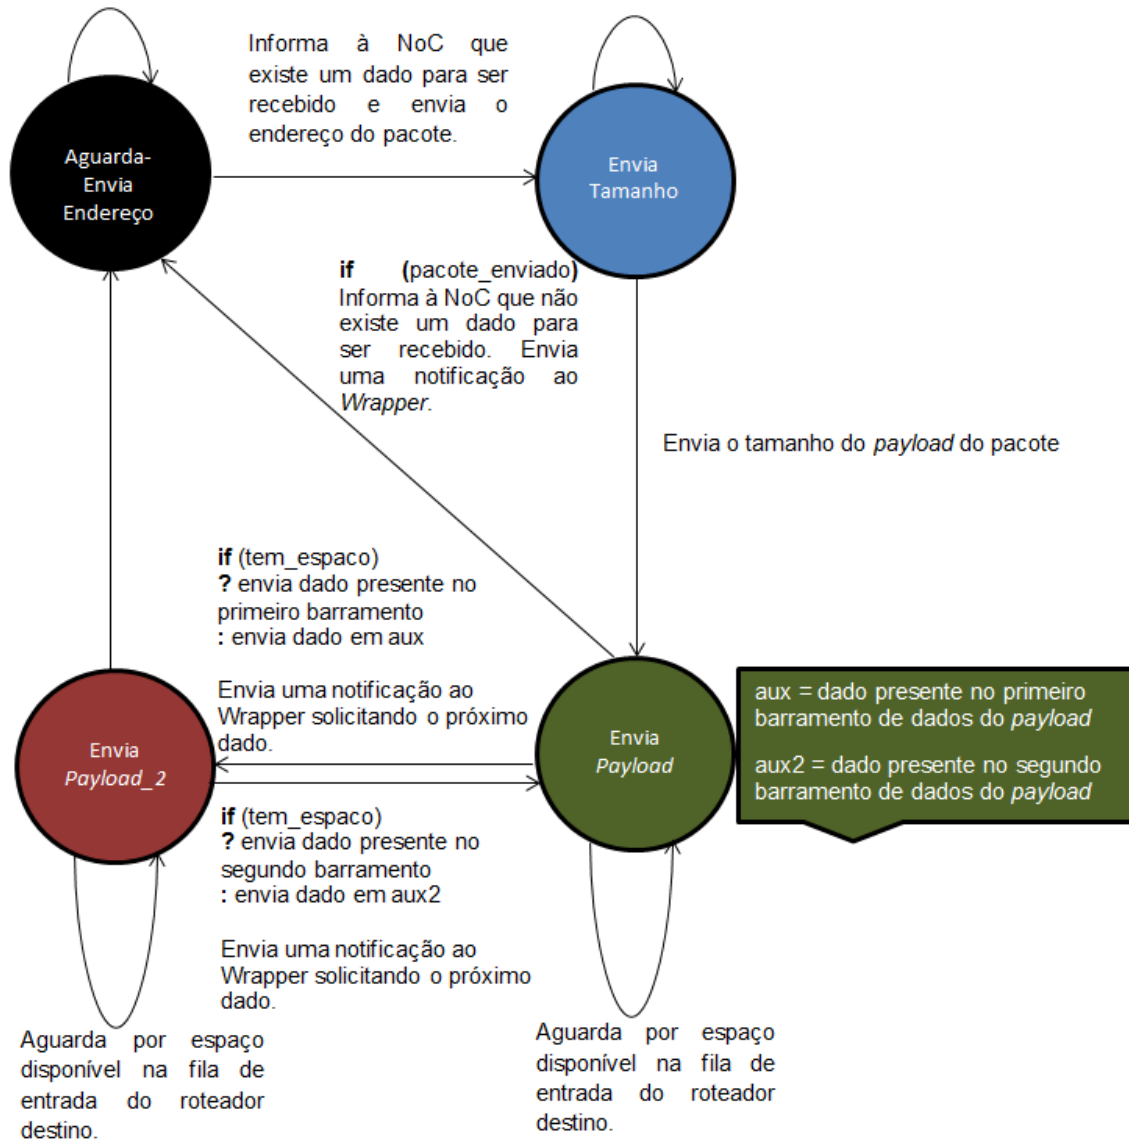 Informa à NoC que
existe um dado para ser
recebido e envia o
endereço do pacote.
Aguarda-
Envia
Endereço
Envia
Tamanho
if (pacote_enviado)
Informa à NoC que não
existe um dado para
ser recebido. Envia
uma notificação ao
Wrapper.
Envia o tamanho do payload do pacote
if (tem_espaco)
? envia dado presente no
primeiro barramento
: envia dado em aux
Envia uma notificação ao
Wrapper solicitando o próximo
dado.
Envia
Payload_2
Envia
Payload
aux = dado presente no primeiro
barramento de dados do payload
aux2 = dado presente no segundo
barramento de dados do payload
if (tem_espaco)
? envia dado presente no
segundo barramento
: envia dado em aux2
Envia uma notificação ao
Wrapper solicitando o próximo
dado.
Aguarda por espaço
disponível na fila de
entrada do roteador
destino.
Aguarda por espaço
disponível na fila de
entrada do roteador
destino.